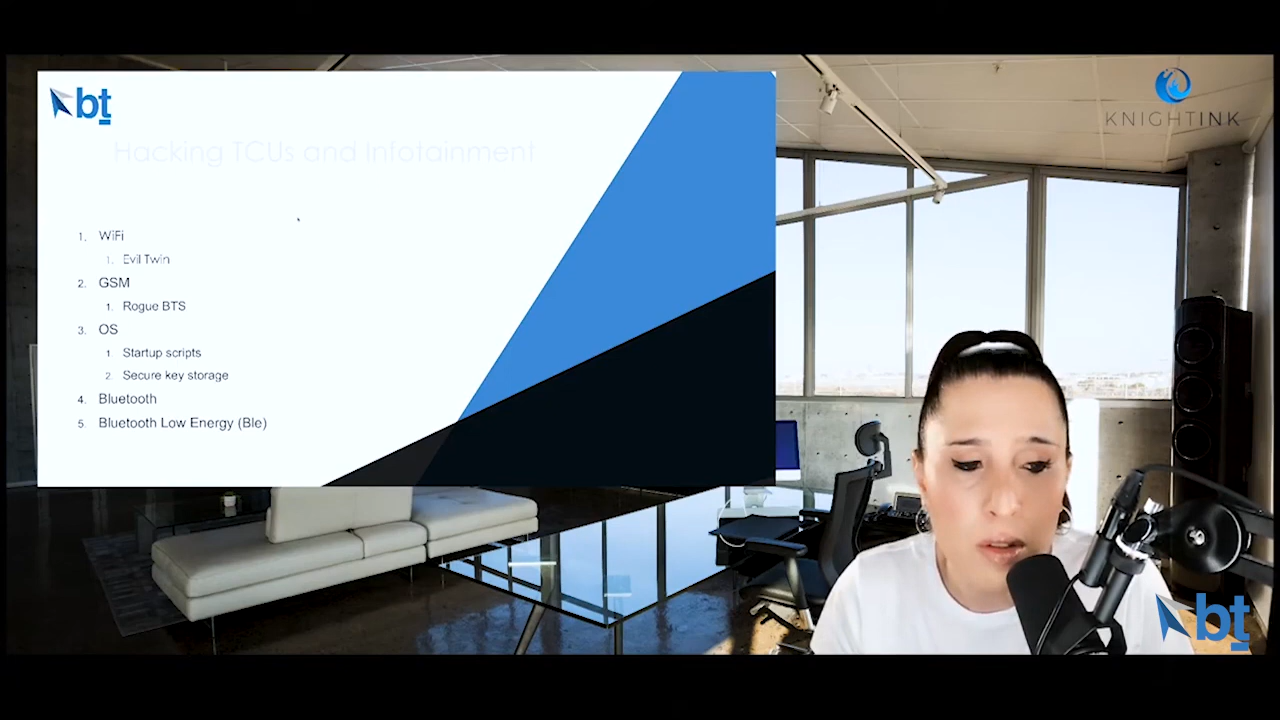 bt
KNIGHTINK
Hacking TCUs and Infotainment
1. WiFi
1. Evil Twin
2. GSM
1. Rogue BTS
3. OS
1. Startup scripts
2. Secure key storage
4. Bluetooth
5. Bluetooth Low Energy (Ble)
bt